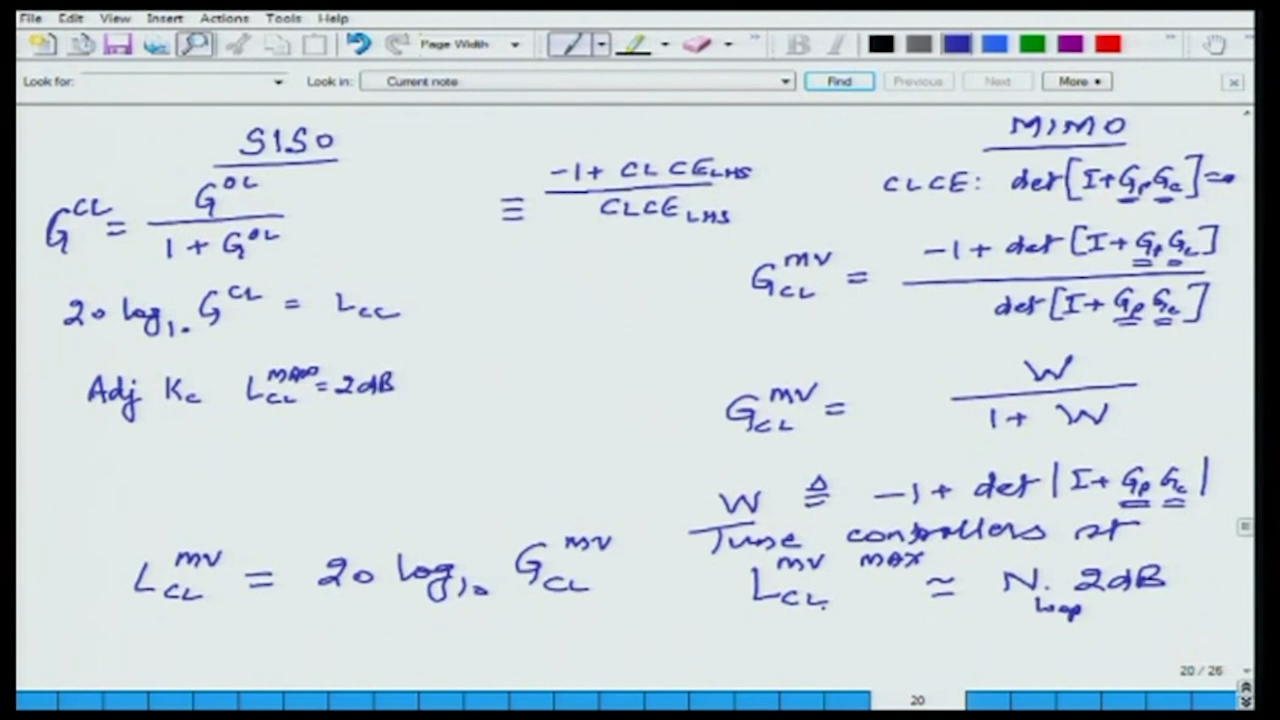 File Edit View Insert Actions Tools Help
Page Width
Look for: Look in: Current note Find Previous Next More
SISO
G^CL = G^OL / (1 + G^OL) ≡ (-1 + CLCE_LHS) / CLCE_LHS
20 log₁₀ G^CL = L_CL
Adj Kc L_CL^MAX = 2dB
MIMO
CLCE: det[I + Gp Gc] = 0
G_CL^MV = (-1 + det[I + Gp Gc]) / det[I + Gp Gc]
G_CL^MV = W / (1 + W)
W ≜ -1 + det |I + Gp Gc|
Tune controllers st
L_CL^MV = 20 log₁₀ G_CL^MV
L_CL^MV MAX ≃ N_loop . 2dB
20 / 26
20